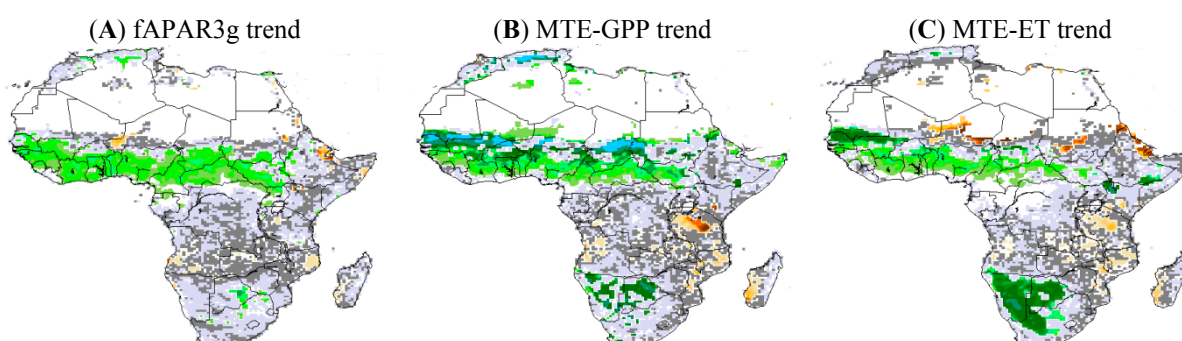 (A) fAPAR3g trend
(B) MTE-GPP trend
(C) MTE-ET trend